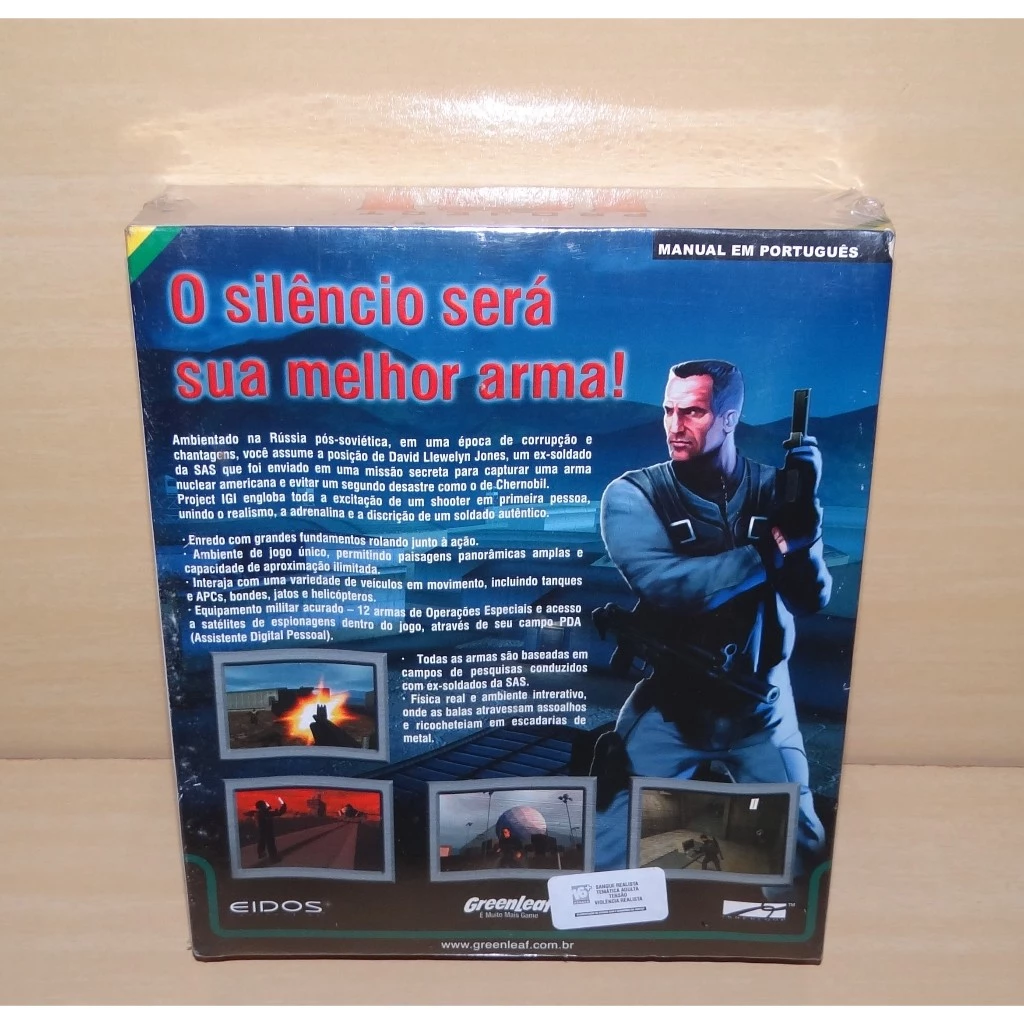 MANUAL EM PORTUGUÊS
O silêncio será
sua melhor arma!
Ambientado na Rússia pós-soviética, em uma época de corrupção e
chantagens, você assume a posição de David Llewelyn Jones, um ex-soldado
da SAS que foi enviado em uma missão secreta para capturar uma arma
nuclear americana e evitar um segundo desastre como o de Chernobil.
Project IGI engloba toda a excitação de um shooter em primeira pessoa,
unindo o realismo, a adrenalina e a discrição de um soldado autêntico.
· Enredo com grandes fundamentos rolando junto à ação.
· Ambiente de jogo único, permitindo paisagens panorâmicas amplas e
capacidade de aproximação ilimitada.
· Interaja com uma variedade de veículos em movimento, incluindo tanques
e APCs, bondes, jatos e helicópteros.
· Equipamento militar acurado – 12 armas de Operações Especiais e acesso
a satélites de espionagens dentro do jogo, através de seu campo PDA
(Assistente Digital Pessoal).
· Todas as armas são baseadas em
campos de pesquisas conduzidos
com ex-soldados da SAS.
· Física real e ambiente intrerativo,
onde as balas atravessam assoalhos
e ricocheteiam em escadarias de
metal.
EIDOS
GreenLeaf
É Muito Mais Game
16+
SANGUE REALISTA
TEMÁTICA ADULTA
TENSÃO
VIOLÊNCIA REALISTA
TM
www.greenleaf.com.br